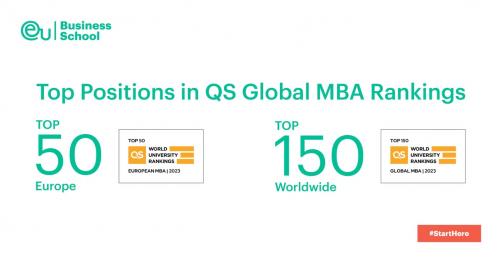 eu Business
School
Top Positions in QS Global MBA Rankings
TOP
50
Europe
TOP 50
QS WORLD
UNIVERSITY
RANKINGS
EUROPEAN MBA | 2023
TOP
150
Worldwide
TOP 150
QS WORLD
UNIVERSITY
RANKINGS
GLOBAL MBA | 2023
#StartHere